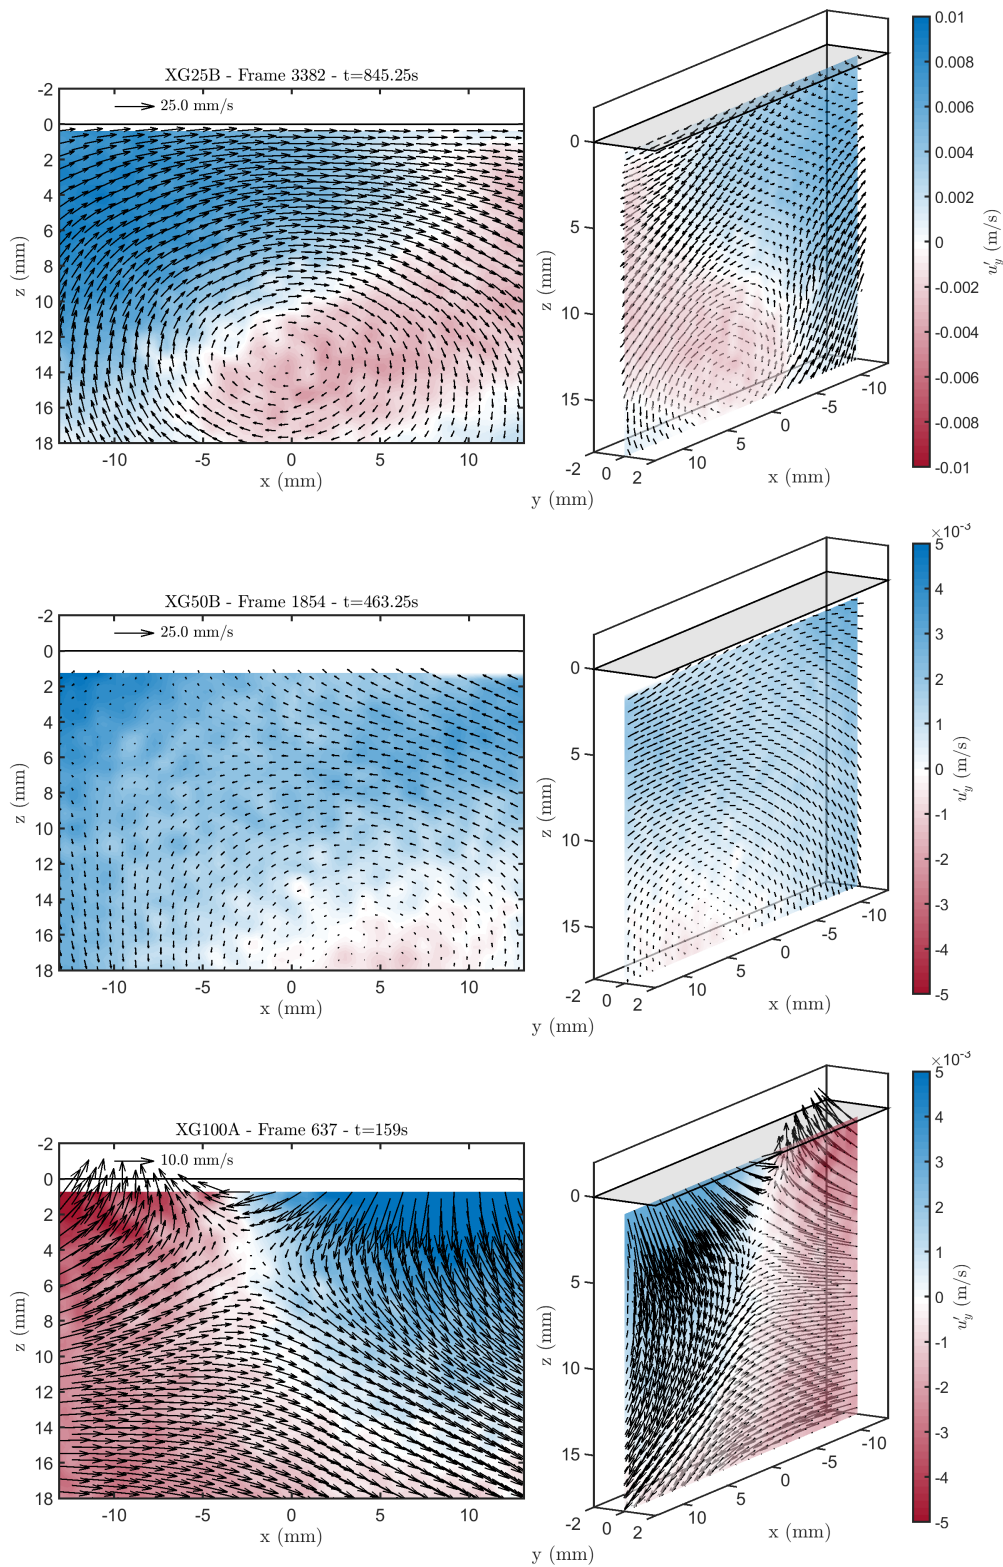 XG25B - Frame 3382 - t=845.25s
25.0 mm/s
-2
0
2
4
6
8
10
12
14
16
18
z (mm)
-10 -5 0 5 10
x (mm)
0
5
10
15
z (mm)
-2 0 2
y (mm)
10 5 0 -5 -10
x (mm)
0.01
0.008
0.006
0.004
0.002
0
-0.002
-0.004
-0.006
-0.008
-0.01
u′y (m/s)
XG50B - Frame 1854 - t=463.25s
25.0 mm/s
-2
0
2
4
6
8
10
12
14
16
18
z (mm)
-10 -5 0 5 10
x (mm)
0
5
10
15
z (mm)
-2 0 2
y (mm)
10 5 0 -5 -10
x (mm)
×10⁻³
5
4
3
2
1
0
-1
-2
-3
-4
-5
u′y (m/s)
XG100A - Frame 637 - t=159s
10.0 mm/s
-2
0
2
4
6
8
10
12
14
16
18
z (mm)
-10 -5 0 5 10
x (mm)
0
5
10
15
z (mm)
-2 0 2
y (mm)
10 5 0 -5 -10
x (mm)
×10⁻³
5
4
3
2
1
0
-1
-2
-3
-4
-5
u′y (m/s)